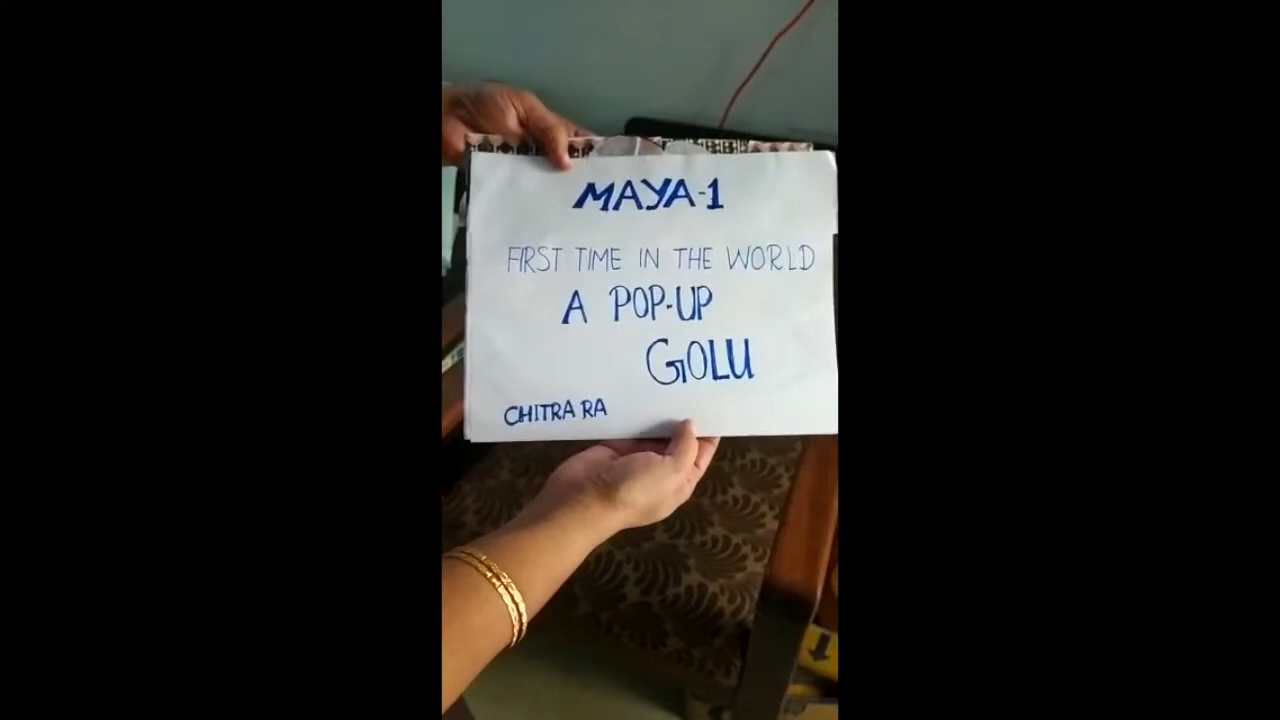 MAYA-1
FIRST TIME IN THE WORLD
A POP-UP
GOLU
CHITRA RA